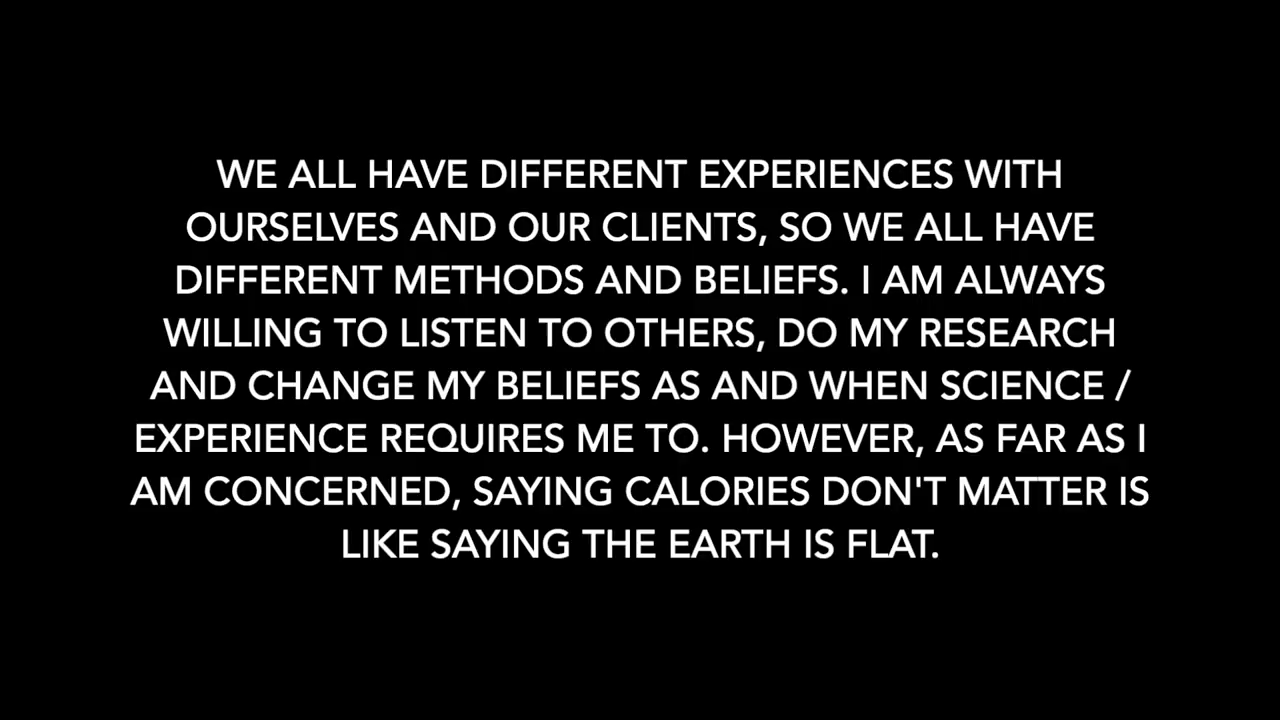 WE ALL HAVE DIFFERENT EXPERIENCES WITH
OURSELVES AND OUR CLIENTS, SO WE ALL HAVE
DIFFERENT METHODS AND BELIEFS. I AM ALWAYS
WILLING TO LISTEN TO OTHERS, DO MY RESEARCH
AND CHANGE MY BELIEFS AS AND WHEN SCIENCE /
EXPERIENCE REQUIRES ME TO. HOWEVER, AS FAR AS I
AM CONCERNED, SAYING CALORIES DON'T MATTER IS
LIKE SAYING THE EARTH IS FLAT.